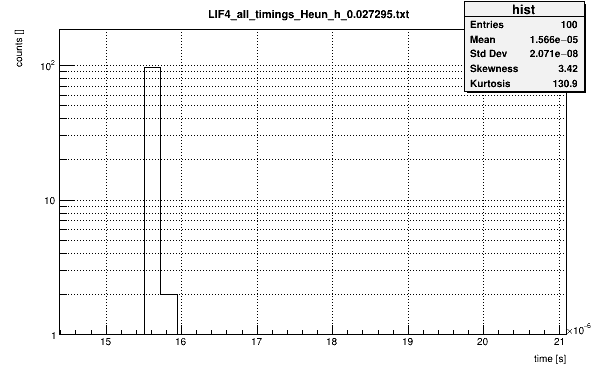 LIF4_all_timings_Heun_h_0.027295.txt
hist
Entries 100
Mean 1.566e−05
Std Dev 2.071e−08
Skewness 3.42
Kurtosis 130.9
counts []
10²
10
1
15 16 17 18 19 20 21
×10⁻⁶
time [s]